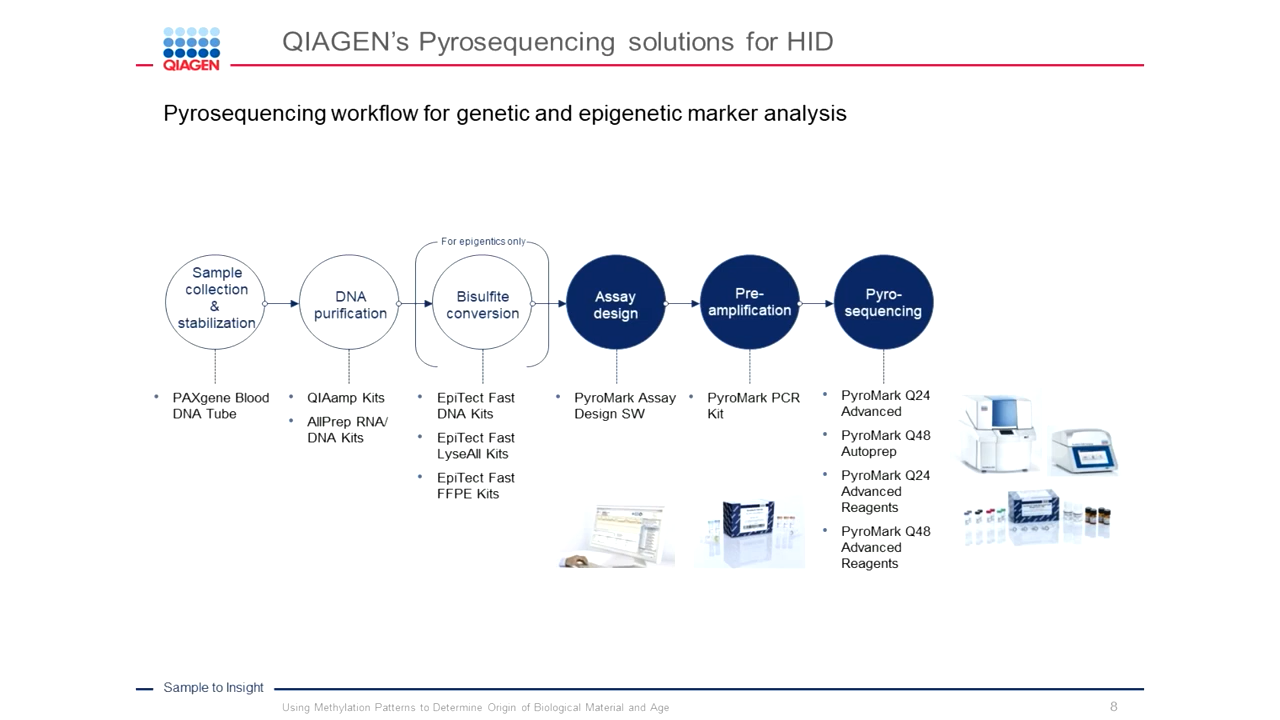 QIAGEN's Pyrosequencing solutions for HID
QIAGEN
Pyrosequencing workflow for genetic and epigenetic marker analysis
For epigentics only
Sample
collection
&
stabilization
DNA
purification
Bisulfite
conversion
Assay
design
Pre-
amplification
Pyro-
sequencing
• PAXgene Blood
DNA Tube
• QIAamp Kits
• AllPrep RNA/
DNA Kits
• EpiTect Fast
DNA Kits
• EpiTect Fast
LyseAll Kits
• EpiTect Fast
FFPE Kits
• PyroMark Assay
Design SW
• PyroMark PCR
Kit
• PyroMark Q24
Advanced
• PyroMark Q48
Autoprep
• PyroMark Q24
Advanced
Reagents
• PyroMark Q48
Advanced
Reagents
Sample to Insight
Using Methylation Patterns to Determine Origin of Biological Material and Age
8